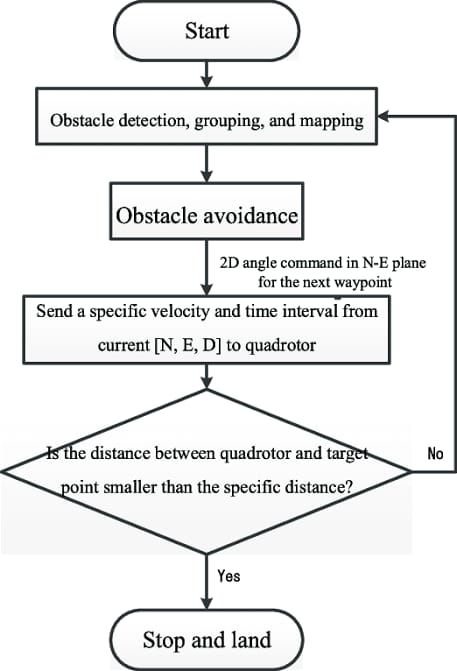 Start
Obstacle detection, grouping, and mapping
Obstacle avoidance
2D angle command in N-E plane
for the next waypoint
Send a specific velocity and time interval from
current [N, E, D] to quadrotor
Is the distance between quadrotor and target
point smaller than the specific distance?
No
Yes
Stop and land